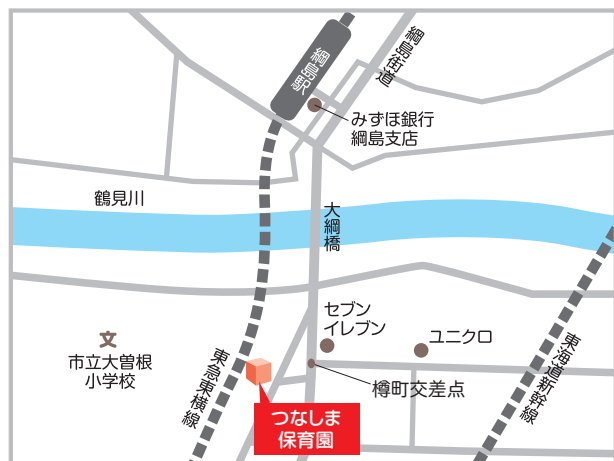 綱島駅
綱島街道
みずほ銀行
綱島支店
鶴見川
大綱橋
セブン
イレブン
ユニクロ
文
市立大曽根
小学校
東急東横線
東海道新幹線
樽町交差点
つなしま
保育園